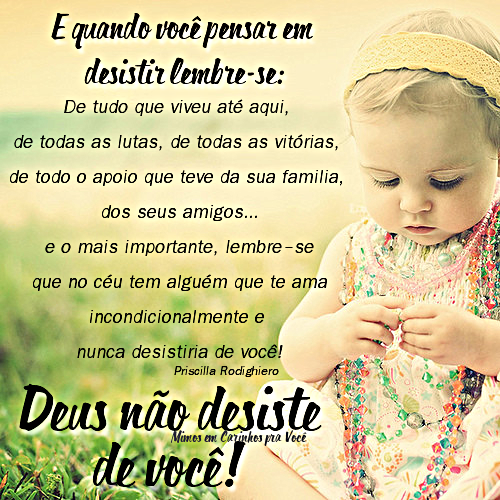 E quando você pensar em
desistir lembre-se:
De tudo que viveu até aqui,
de todas as lutas, de todas as vitórias,
de todo o apoio que teve da sua familia,
dos seus amigos...
e o mais importante, lembre-se
que no céu tem alguém que te ama
incondicionalmente e
nunca desistiria de você!
Priscilla Rodighiero
Deus não desiste
Mimos em Carinhos pra Você
de você!